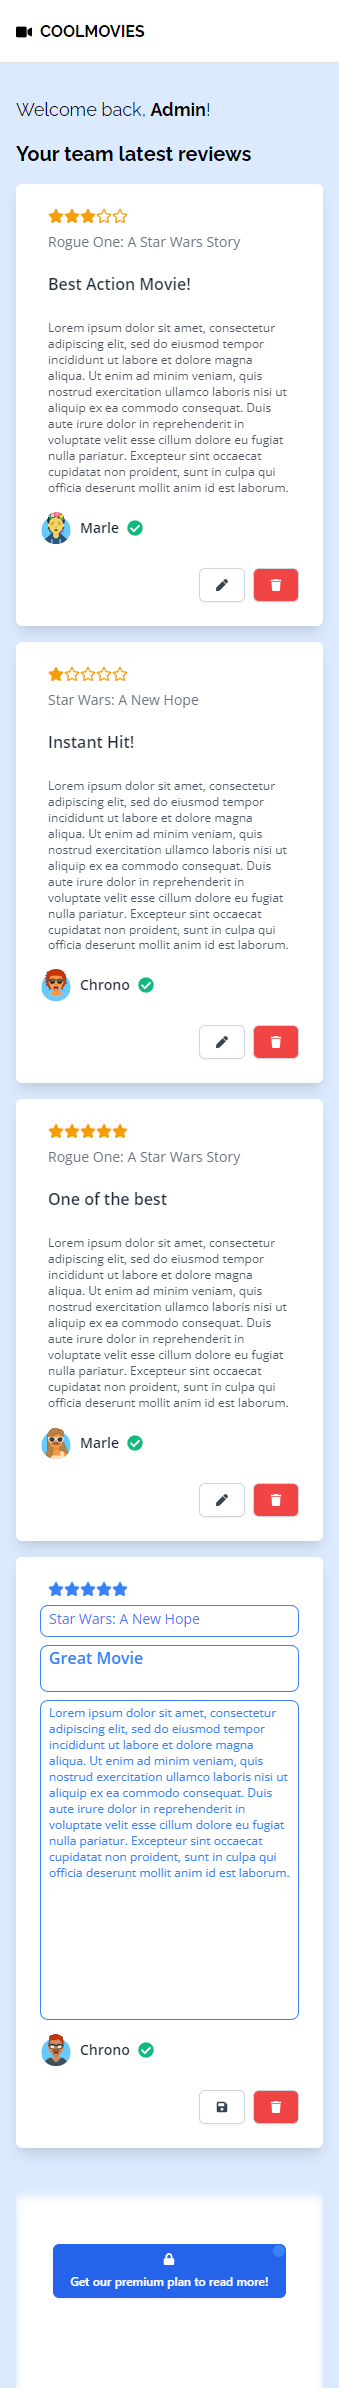 COOLMOVIES
Welcome back, Admin!
Your team latest reviews
Rogue One: A Star Wars Story
Best Action Movie!
Lorem ipsum dolor sit amet, consectetur
adipiscing elit, sed do eiusmod tempor
incididunt ut labore et dolore magna
aliqua. Ut enim ad minim veniam, quis
nostrud exercitation ullamco laboris nisi ut
aliquip ex ea commodo consequat. Duis
aute irure dolor in reprehenderit in
voluptate velit esse cillum dolore eu fugiat
nulla pariatur. Excepteur sint occaecat
cupidatat non proident, sunt in culpa qui
officia deserunt mollit anim id est laborum.
Marle
Star Wars: A New Hope
Instant Hit!
Lorem ipsum dolor sit amet, consectetur
adipiscing elit, sed do eiusmod tempor
incididunt ut labore et dolore magna
aliqua. Ut enim ad minim veniam, quis
nostrud exercitation ullamco laboris nisi ut
aliquip ex ea commodo consequat. Duis
aute irure dolor in reprehenderit in
voluptate velit esse cillum dolore eu fugiat
nulla pariatur. Excepteur sint occaecat
cupidatat non proident, sunt in culpa qui
officia deserunt mollit anim id est laborum.
Chrono
Rogue One: A Star Wars Story
One of the best
Lorem ipsum dolor sit amet, consectetur
adipiscing elit, sed do eiusmod tempor
incididunt ut labore et dolore magna
aliqua. Ut enim ad minim veniam, quis
nostrud exercitation ullamco laboris nisi ut
aliquip ex ea commodo consequat. Duis
aute irure dolor in reprehenderit in
voluptate velit esse cillum dolore eu fugiat
nulla pariatur. Excepteur sint occaecat
cupidatat non proident, sunt in culpa qui
officia deserunt mollit anim id est laborum.
Marle
Star Wars: A New Hope
Great Movie
Lorem ipsum dolor sit amet, consectetur
adipiscing elit, sed do eiusmod tempor
incididunt ut labore et dolore magna
aliqua. Ut enim ad minim veniam, quis
nostrud exercitation ullamco laboris nisi ut
aliquip ex ea commodo consequat. Duis
aute irure dolor in reprehenderit in
voluptate velit esse cillum dolore eu fugiat
nulla pariatur. Excepteur sint occaecat
cupidatat non proident, sunt in culpa qui
officia deserunt mollit anim id est laborum.
Chrono
Get our premium plan to read more!